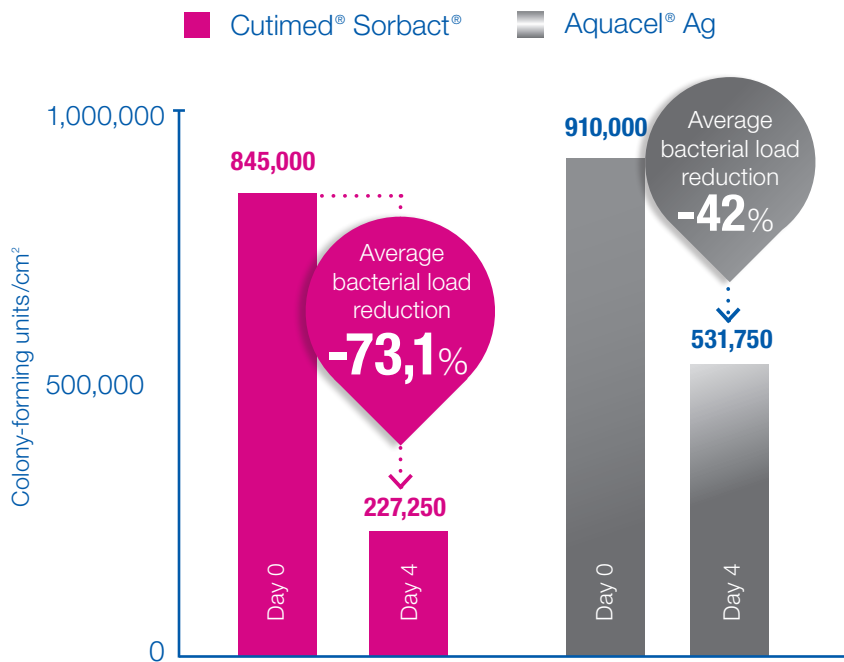 Cutimed® Sorbact®
Aquacel® Ag
1,000,000
500,000
0
Colony-forming units/cm²
845,000
Average
bacterial load
reduction
-73,1%
227,250
Day 0
Day 4
910,000
Average
bacterial load
reduction
-42%
531,750
Day 0
Day 4